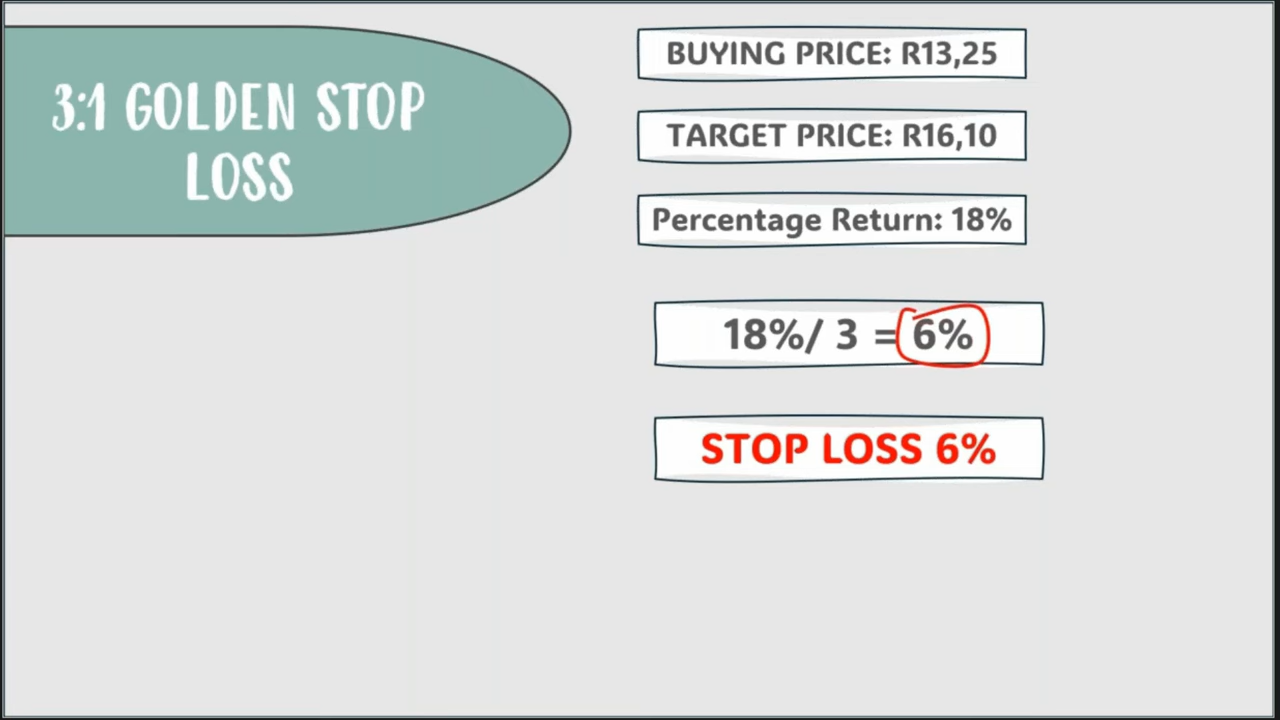 3:1 GOLDEN STOP
LOSS
BUYING PRICE: R13,25
TARGET PRICE: R16,10
Percentage Return: 18%
18%/ 3 = 6%
STOP LOSS 6%